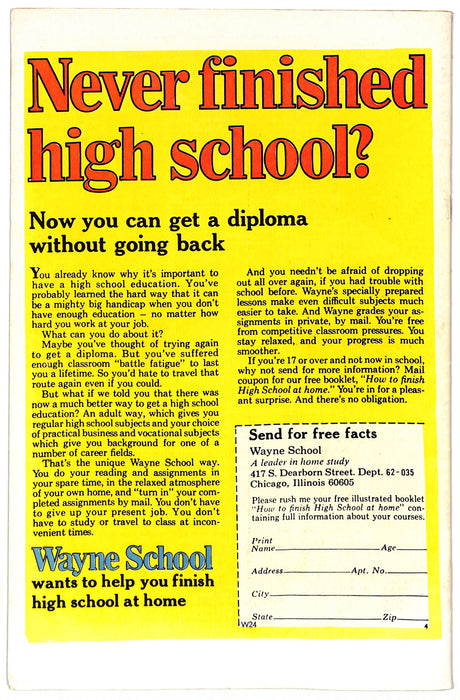 Never finished
high school?
Now you can get a diploma
without going back
You already know why it's important to
have a high school education. You've
probably learned the hard way that it can
be a mighty big handicap when you don't
have enough education – no matter how
hard you work at your job.
What can you do about it?
Maybe you've thought of trying again
to get a diploma. But you've suffered
enough classroom "battle fatigue" to last
you a lifetime. So you'd hate to travel that
route again even if you could.
But what if we told you that there was
now a much better way to get a high school
education? An adult way, which gives you
regular high school subjects and your choice
of practical business and vocational subjects
which give you background for one of a
number of career fields.
That's the unique Wayne School way.
You do your reading and assignments in
your spare time, in the relaxed atmosphere
of your own home, and "turn in" your com-
pleted assignments by mail. You don't have
to give up your present job. You don't
have to study or travel to class at incon-
venient times.
Wayne School
wants to help you finish
high school at home
And you needn't be afraid of dropping
out all over again, if you had trouble with
school before. Wayne's specially prepared
lessons make even difficult subjects much
easier to take. And Wayne grades your as-
signments in private, by mail. You're free
from competitive classroom pressures. You
stay relaxed, and your progress is much
smoother.
If you're 17 or over and not now in school,
why not send for more information? Mail
coupon for our free booklet, "How to finish
High School at home." You're in for a pleas-
ant surprise. And there's no obligation.
Send for free facts
Wayne School
A leader in home study
417 S. Dearborn Street. Dept. 62-035
Chicago, Illinois 60605
Please rush me your free illustrated booklet
"How to finish High School at home" con-
taining full information about your courses.
Print
Name Age
Address Apt. No.
City
State Zip
W24 4